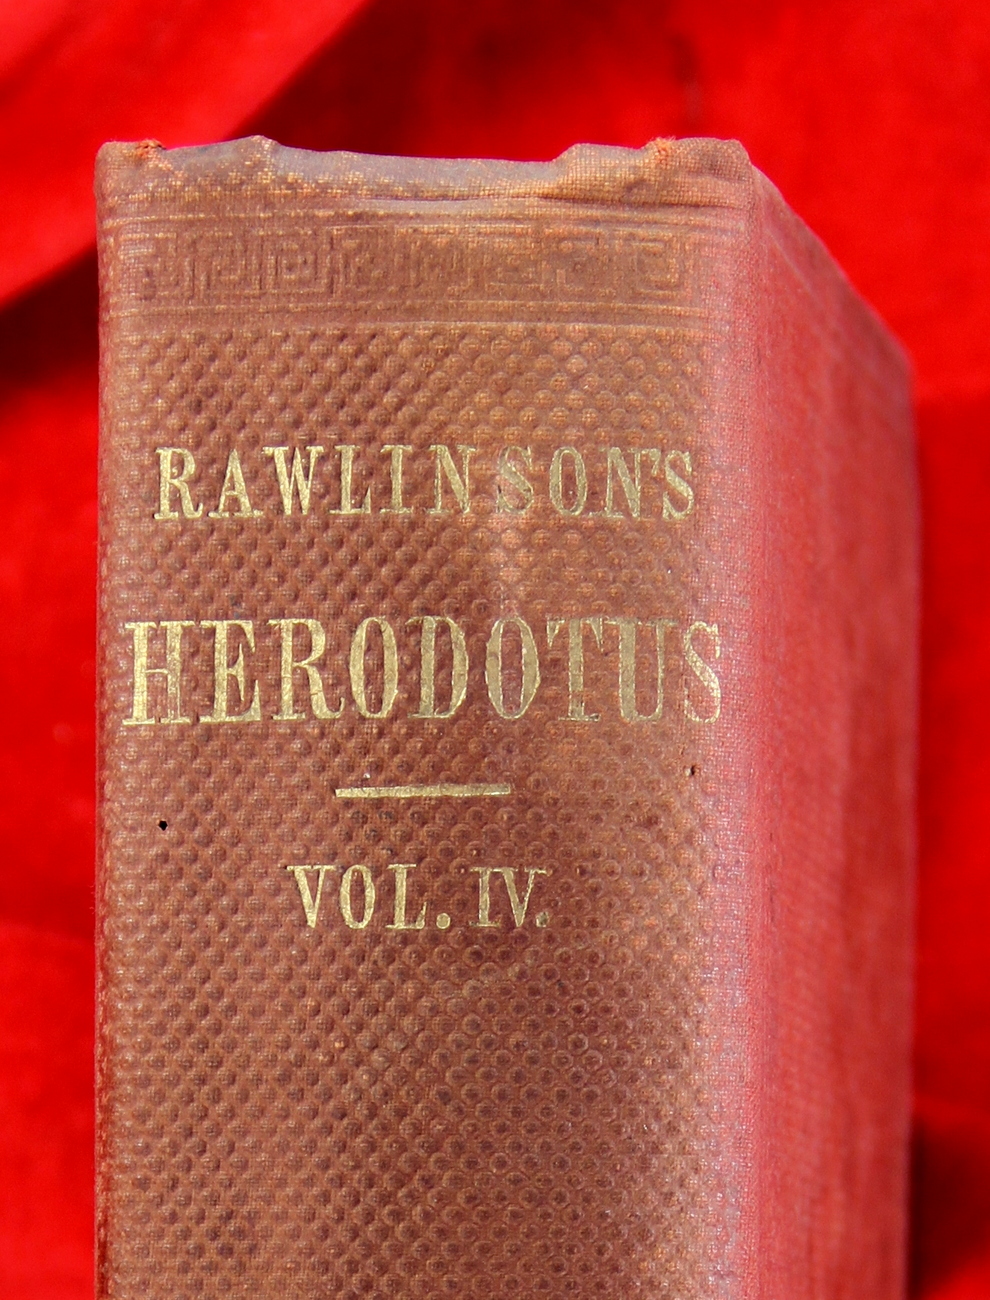 RAWLINSON'S
HERODOTUS
VOL. IV.